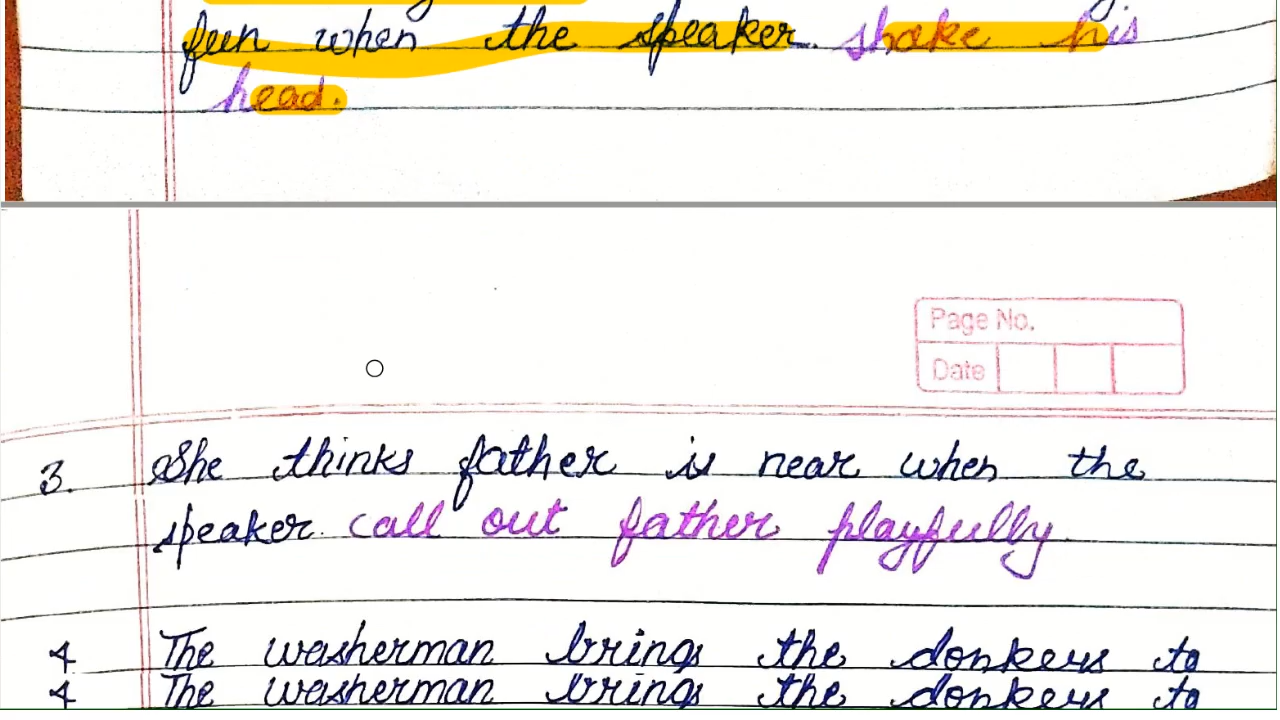 fun when the speaker. shake his
head.
Page No.
Date
3. She thinks father is near when the
speaker. call out father playfully.
4 The washerman brings the donkeys to
4 The washerman brings the donkeys to